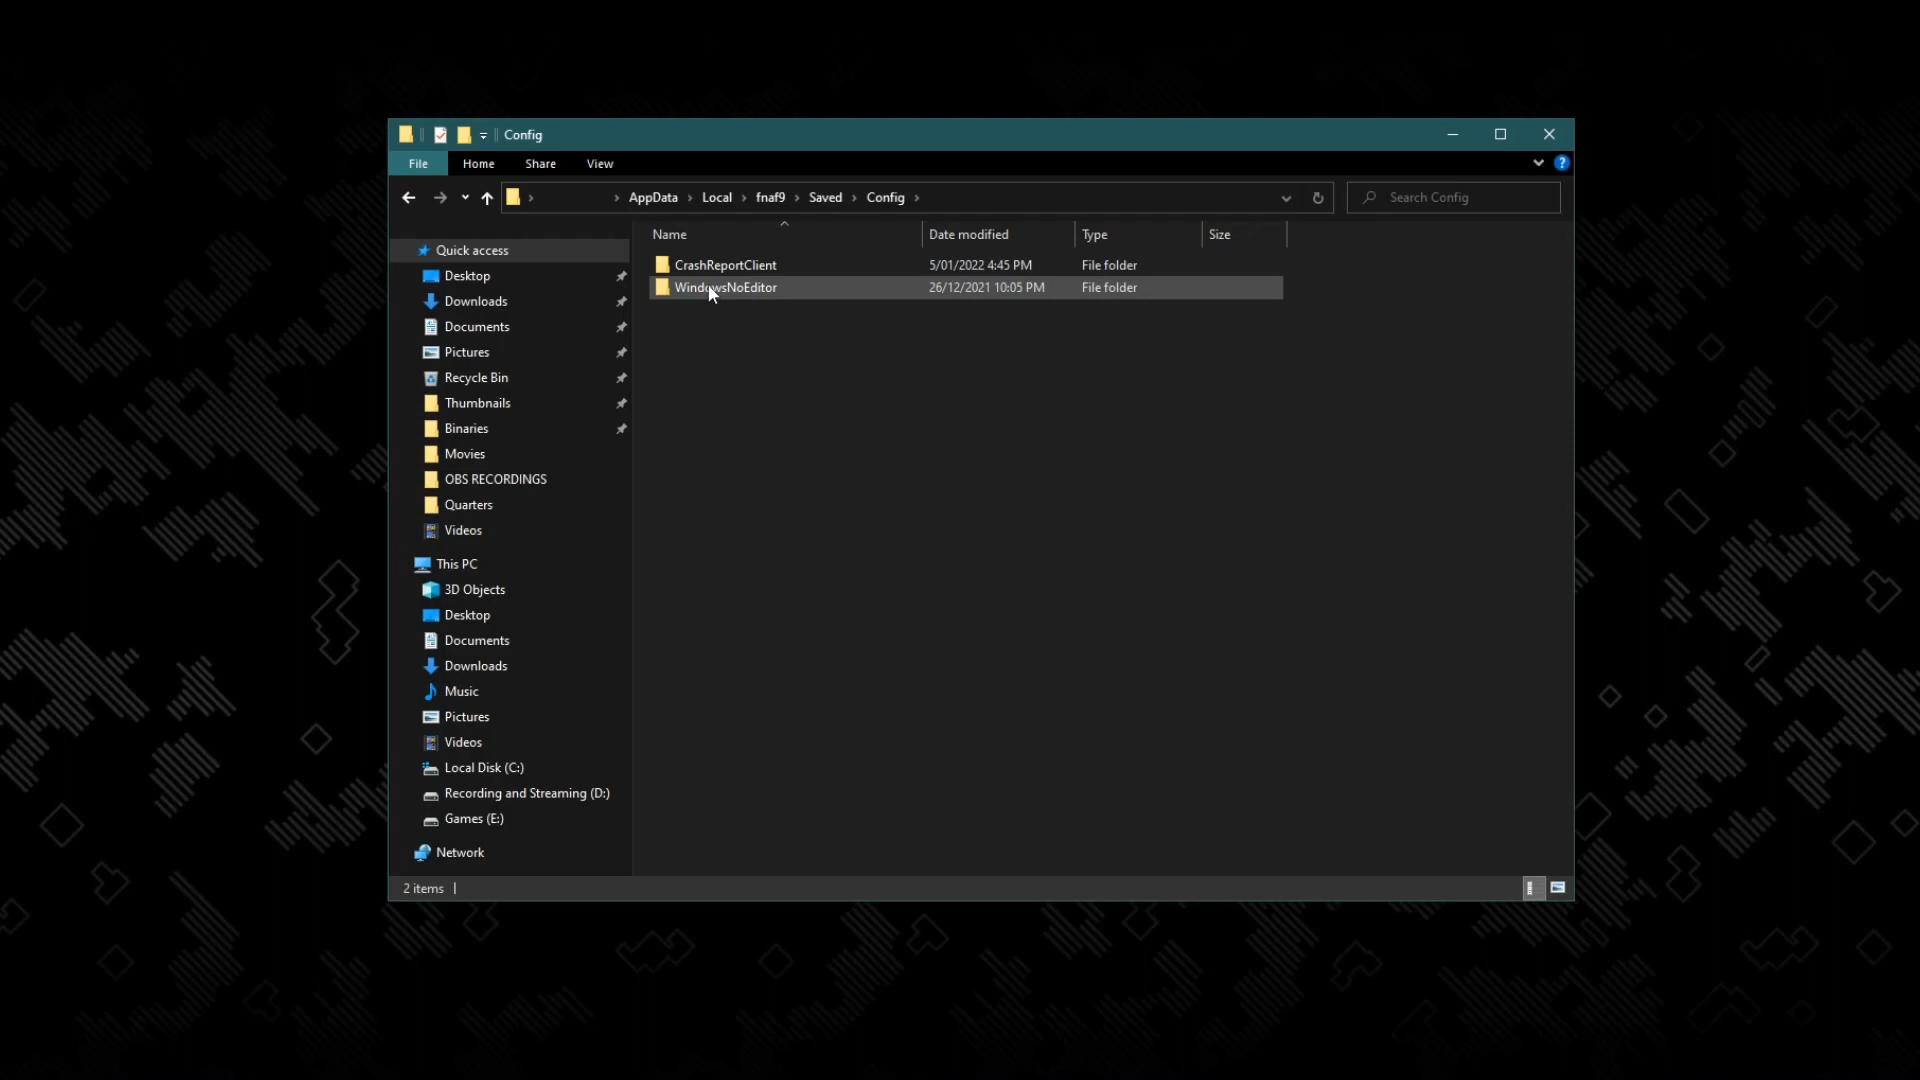 Config
File Home Share View ?
AppData Local fnaf9 Saved Config Search Config
Name Date modified Type Size
CrashReportClient 5/01/2022 4:45 PM File folder
WindowsNoEditor 26/12/2021 10:05 PM File folder
Quick access
Desktop
Downloads
Documents
Pictures
Recycle Bin
Thumbnails
Binaries
Movies
OBS RECORDINGS
Quarters
Videos
This PC
3D Objects
Desktop
Documents
Downloads
Music
Pictures
Videos
Local Disk (C:)
Recording and Streaming (D:)
Games (E:)
Network
2 items